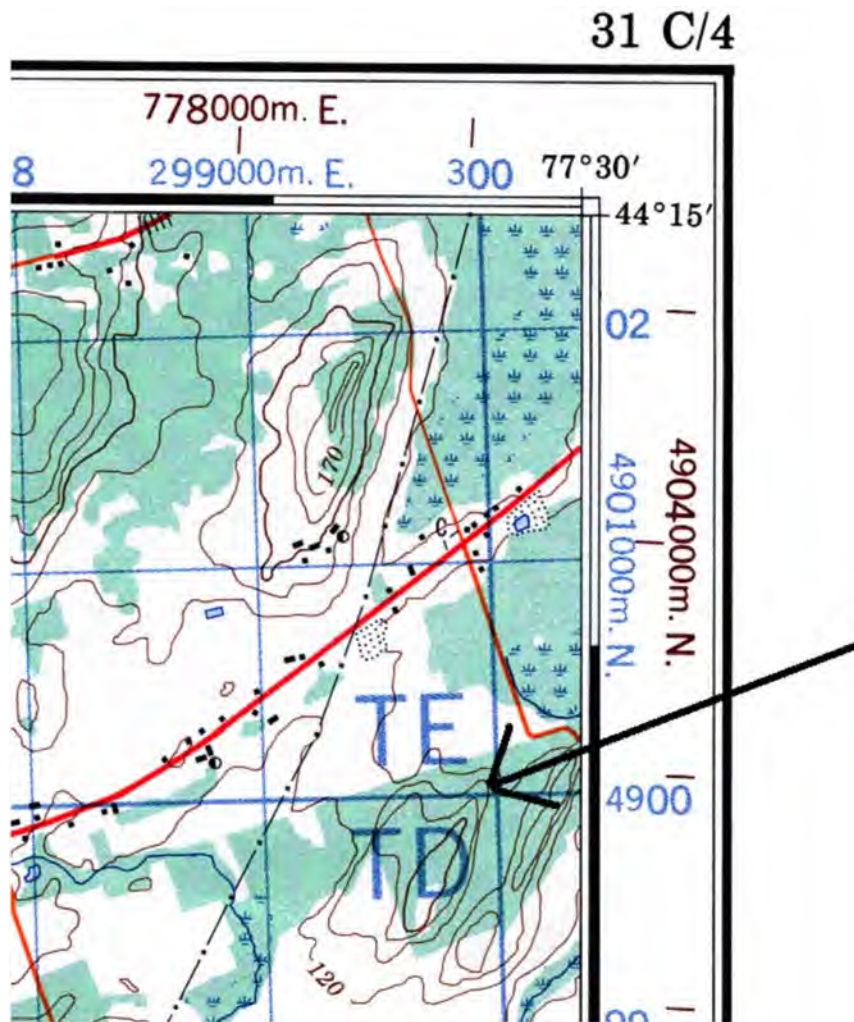 31 C/4
778000m. E.
8
299000m. E.
300
77°30′
44°15′
02
170
4901000m. N.
4904000m. N.
TE
4900
TD
120